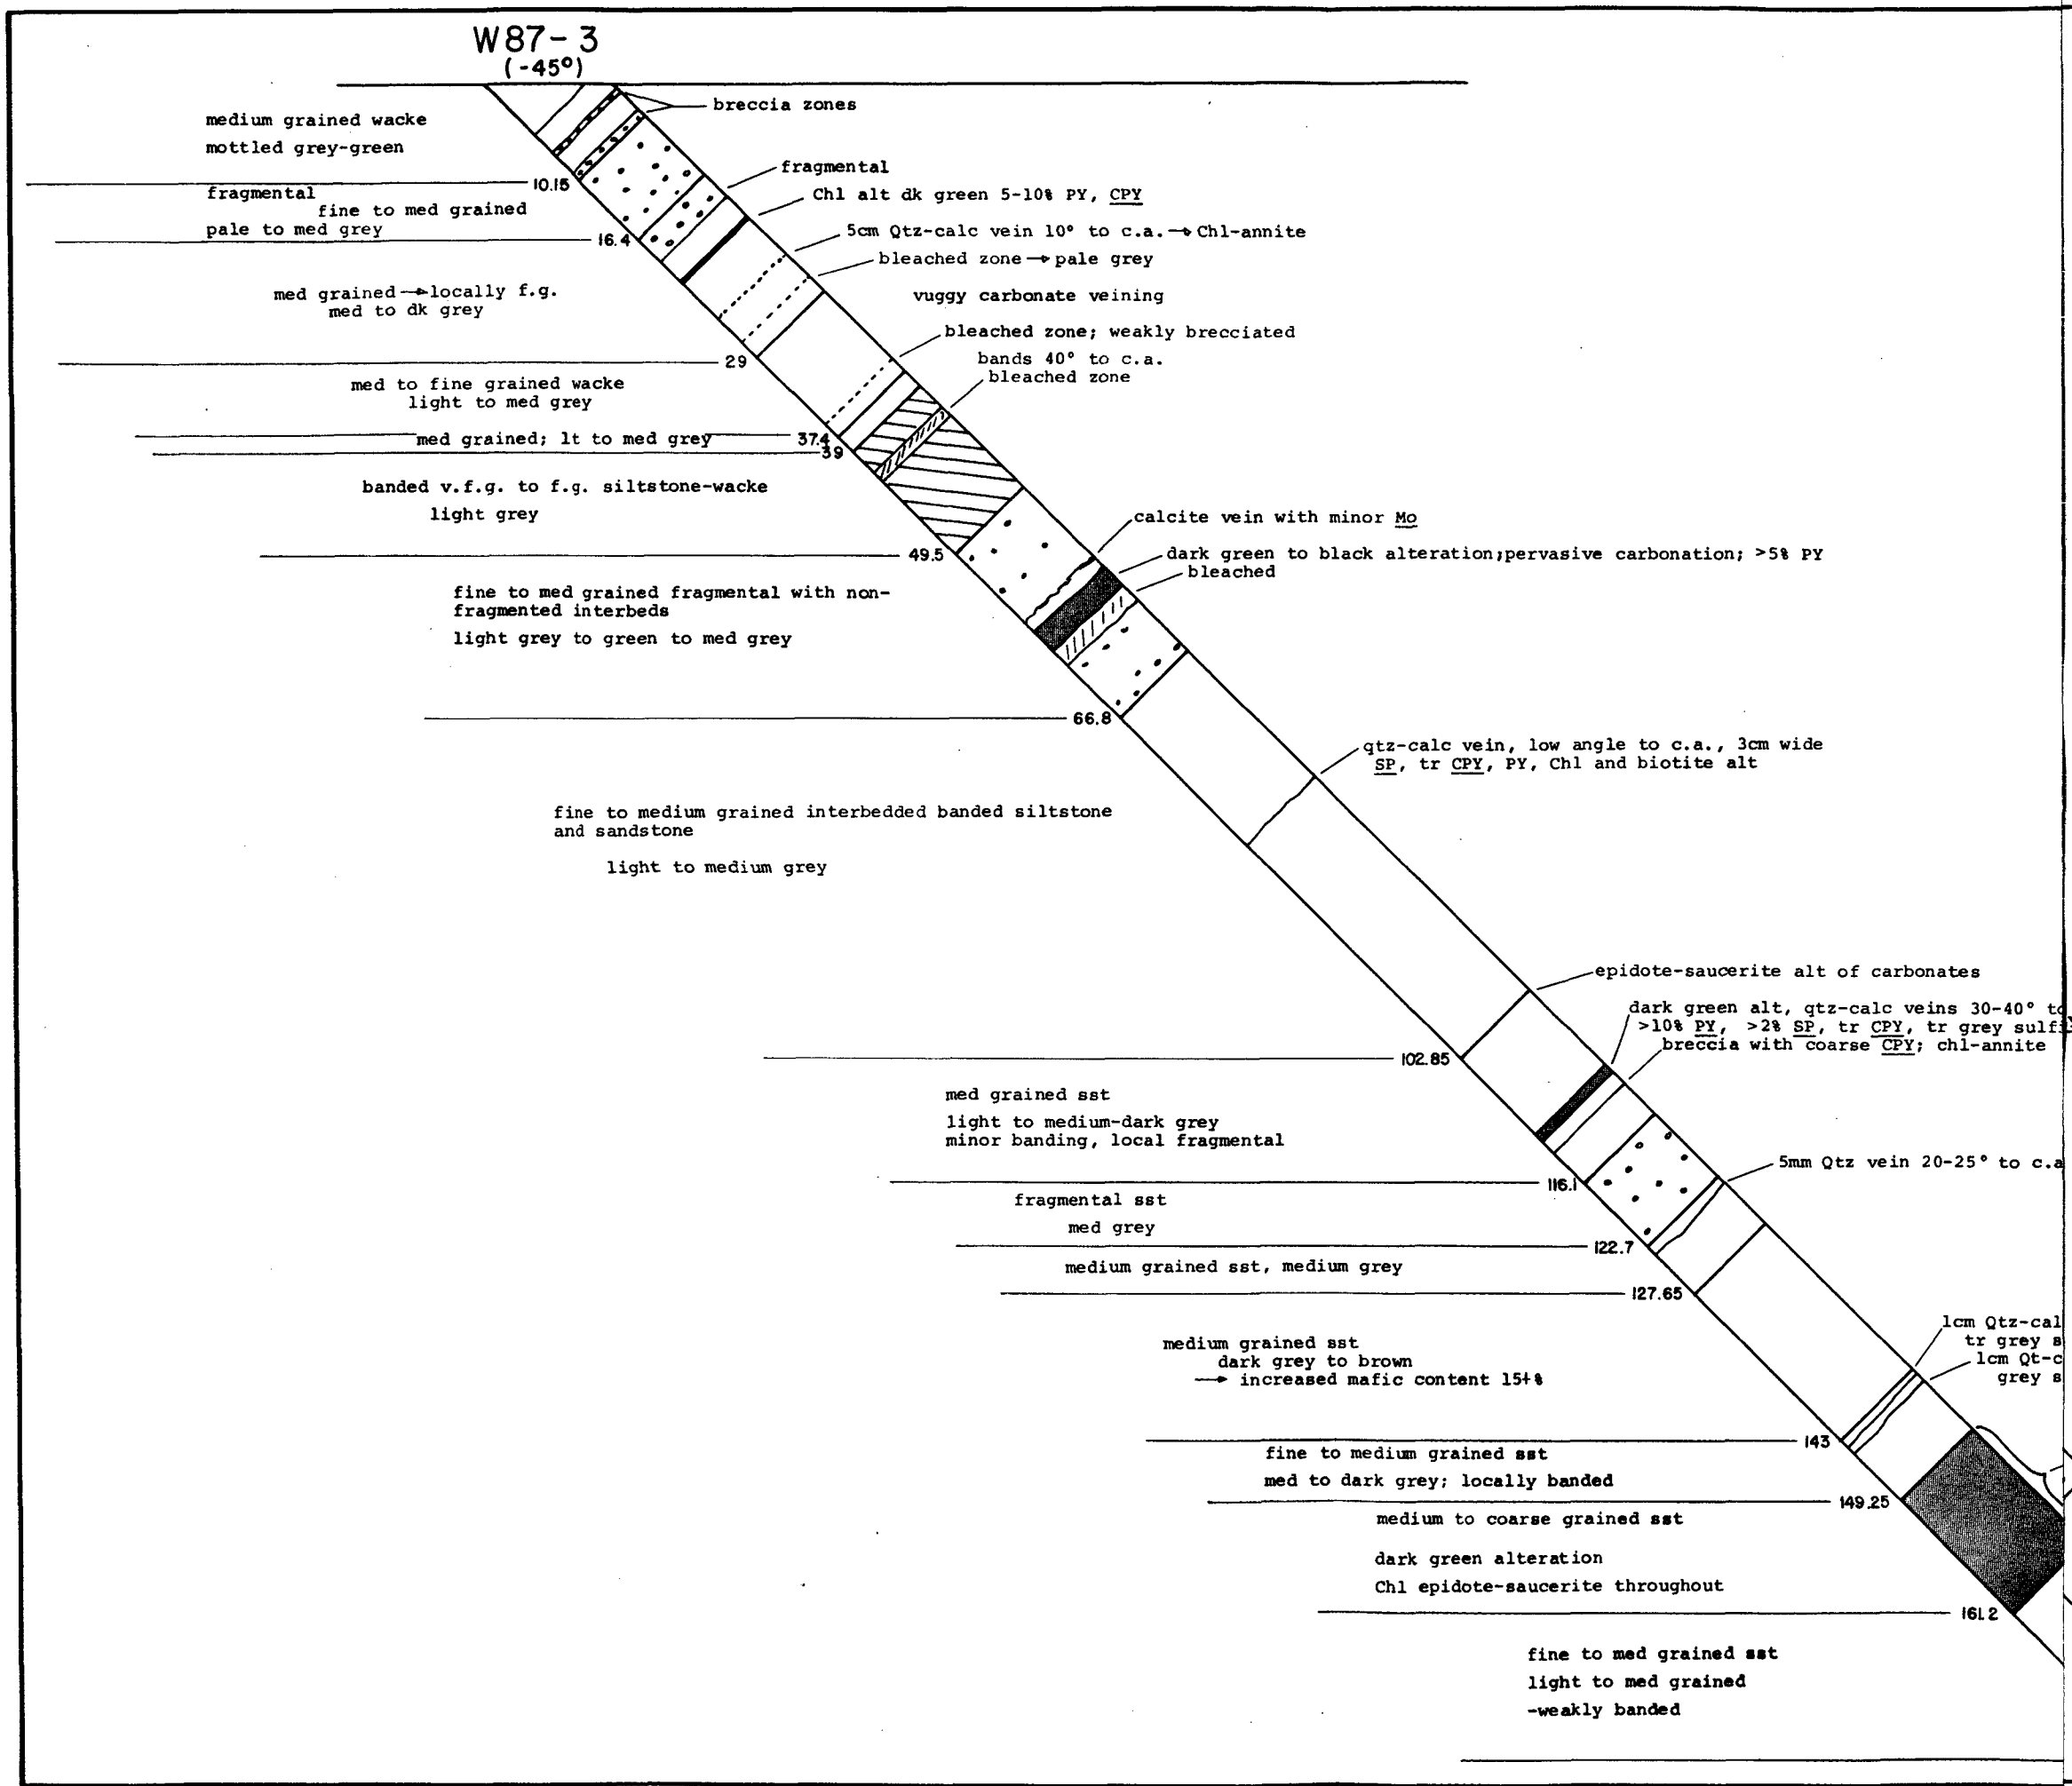 W87-3
(-45°)
breccia zones
medium grained wacke
mottled grey-green
10.15
fragmental
fine to med grained
pale to med grey
16.4
fragmental
Chl alt dk green 5-10% PY, CPY
5cm Qtz-calc vein 10° to c.a.→Chl-annite
bleached zone→pale grey
vuggy carbonate veining
med grained→locally f.g.
med to dk grey
29
bleached zone; weakly brecciated
bands 40° to c.a.
bleached zone
med to fine grained wacke
light to med grey
med grained; lt to med grey
37.4
39
banded v.f.g. to f.g. siltstone-wacke
light grey
49.5
calcite vein with minor Mo
dark green to black alteration;pervasive carbonation; >5% PY
bleached
fine to med grained fragmental with non-
fragmented interbeds
light grey to green to med grey
66.8
qtz-calc vein, low angle to c.a., 3cm wide
SP, tr CPY, PY, Chl and biotite alt
fine to medium grained interbedded banded siltstone
and sandstone
light to medium grey
epidote-saucerite alt of carbonates
dark green alt, qtz-calc veins 30-40° to
>10% PY, >2% SP, tr CPY, tr grey
breccia with coarse CPY; chl-annite
102.85
med grained sst
light to medium-dark grey
minor banding, local fragmental
5mm Qtz vein 20-25° to c.a
116.1
fragmental sst
med grey
122.7
medium grained sst, medium grey
127.65
1cm Qtz-cal
tr grey s
1cm Qt-c
grey s
medium grained sst
dark grey to brown
→ increased mafic content 15+%
143
fine to medium grained sst
med to dark grey; locally banded
149.25
medium to coarse grained sst
dark green alteration
Chl epidote-saucerite throughout
161.2
fine to med grained sst
light to med grained
-weakly banded